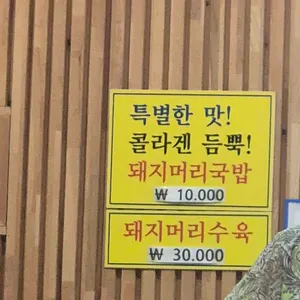 특별한 맛!
콜라겐 듬뿍!
돼지머리국밥
₩ 10.000
돼지머리수육
₩ 30.000